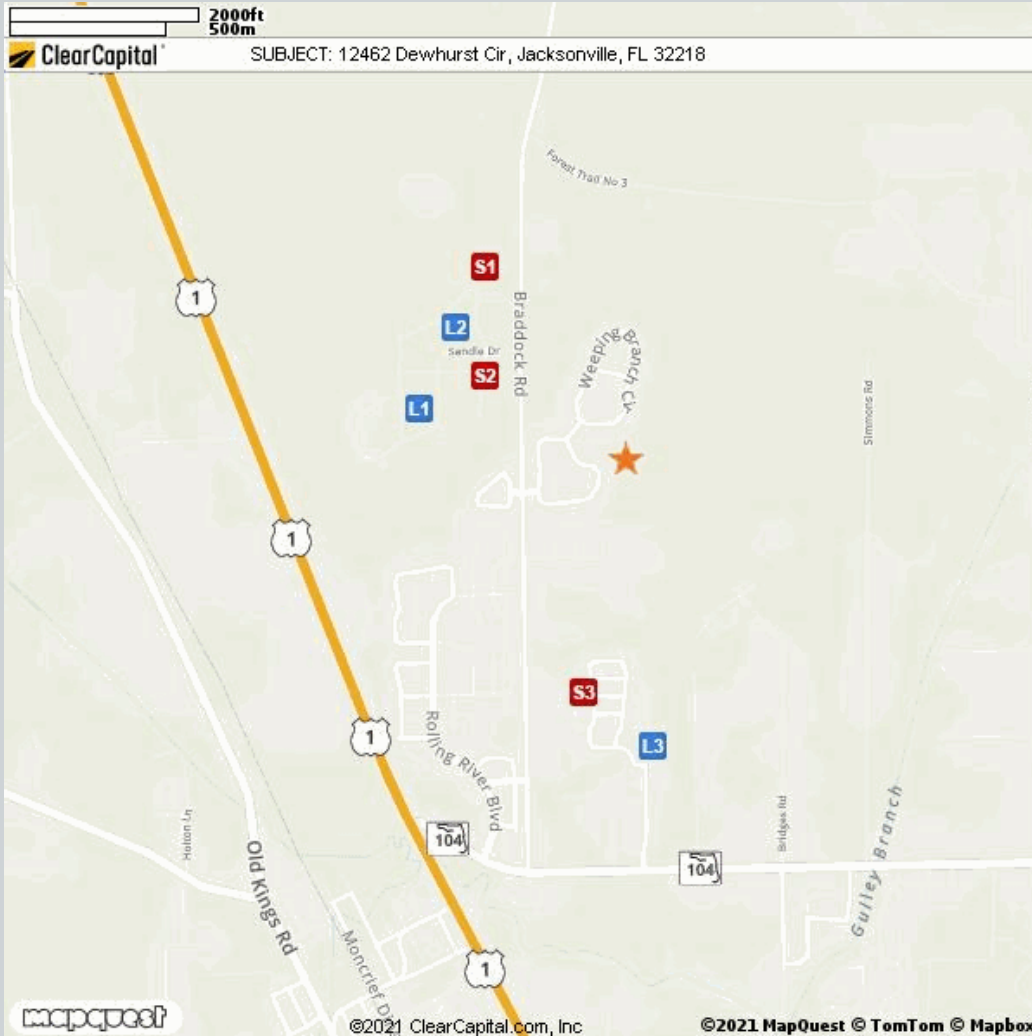 2000ft
500m
ClearCapital
SUBJECT: 12462 Dewhurst Cir, Jacksonville, FL 32218
Forest Trail No 3
S1
1
Braddock Rd
L2
Sandle Dr
Weeping Branch Cir
S2
L1
Simmons Rd
1
S3
Rolling River Blvd
1
L3
Bridges Rd
Gulley Branch
Holton Ln
104
104
Old Kings Rd
Moncrief
1
mapquest
©2021 ClearCapital.com, Inc
©2021 MapQuest © TomTom © Mapbox